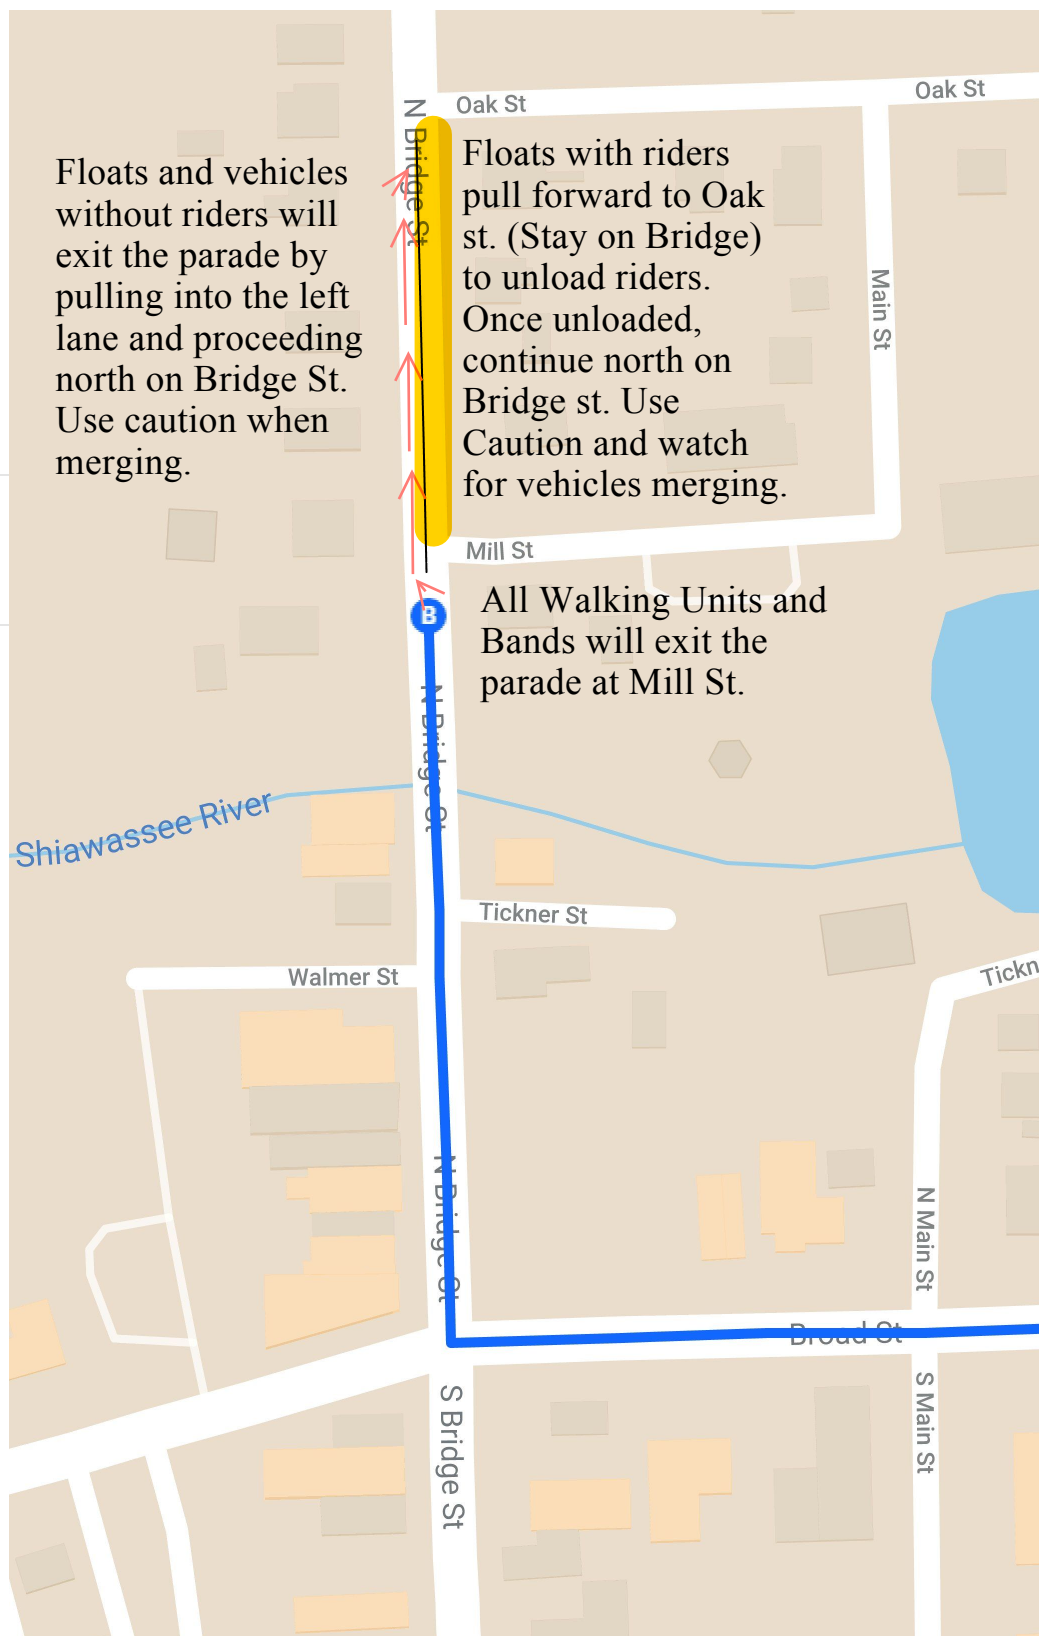 Oak St
Oak St
N Bridge St
Floats and vehicles
without riders will
exit the parade by
pulling into the left
lane and proceeding
north on Bridge St.
Use caution when
merging.
Floats with riders
pull forward to Oak
st. (Stay on Bridge)
to unload riders.
Once unloaded,
continue north on
Bridge st. Use
Caution and watch
for vehicles merging.
Main St
Mill St
B
All Walking Units and
Bands will exit the
parade at Mill St.
N Bridge St
Shiawassee River
Tickner St
Walmer St
Tickn
N Bridge St
N Main St
Broad St
S Bridge St
S Main St